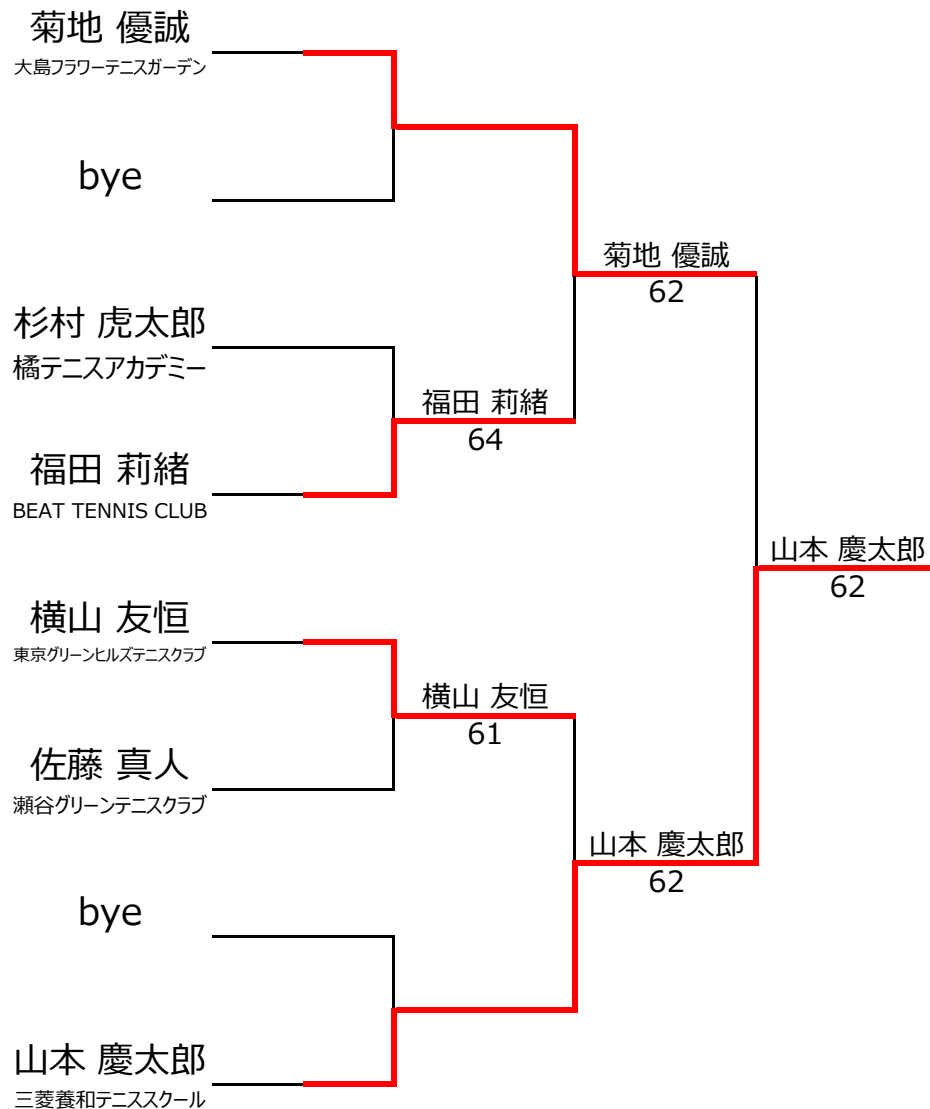 菊地 優誠
大島フラワーテニスガーデン
bye
菊地 優誠
62
杉村 虎太郎
橘テニスアカデミー
福田 莉緒
64
福田 莉緒
BEAT TENNIS CLUB
山本 慶太郎
62
横山 友恒
東京グリーンヒルズテニスクラブ
横山 友恒
61
佐藤 真人
瀬谷グリーンテニスクラブ
山本 慶太郎
62
bye
山本 慶太郎
三菱養和テニススクール